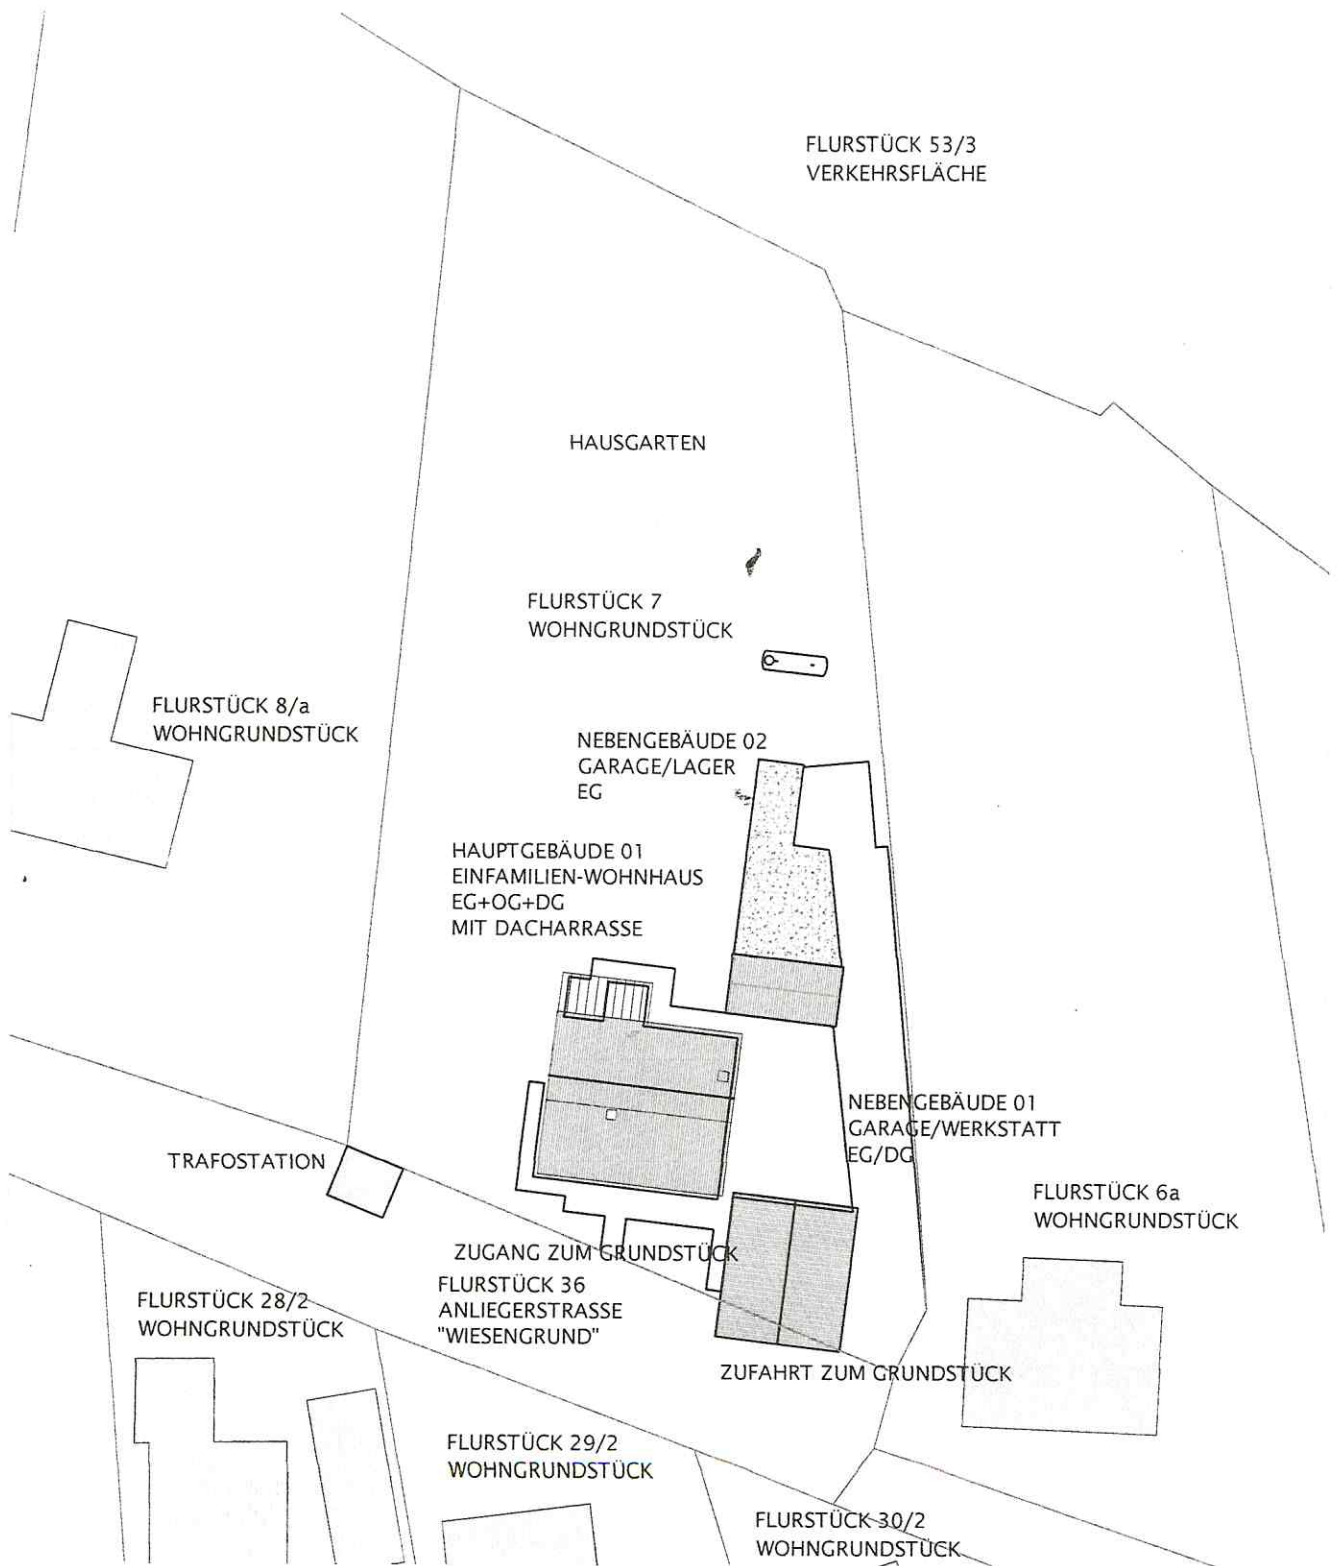 FLURSTÜCK 53/3
VERKEHRSFLÄCHE
HAUSGARTEN
FLURSTÜCK 7
WOHNGRUNDSTÜCK
FLURSTÜCK 8/a
WOHNGRUNDSTÜCK
NEBENGEBÄUDE 02
GARAGE/LAGER
EG
HAUPTGEBÄUDE 01
EINFAMILIEN-WOHNHAUS
EG+OG+DG
MIT DACHARRASSE
NEBENGEBÄUDE 01
GARAGE/WERKSTATT
EG/DG
TRAFOSTATION
FLURSTÜCK 6a
WOHNGRUNDSTÜCK
ZUGANG ZUM GRUNDSTÜCK
FLURSTÜCK 36
ANLIEGERSTRASSE
"WIESENGRUND"
FLURSTÜCK 28/2
WOHNGRUNDSTÜCK
ZUFAHRT ZUM GRUNDSTÜCK
FLURSTÜCK 29/2
WOHNGRUNDSTÜCK
FLURSTÜCK 30/2
WOHNGRUNDSTÜCK